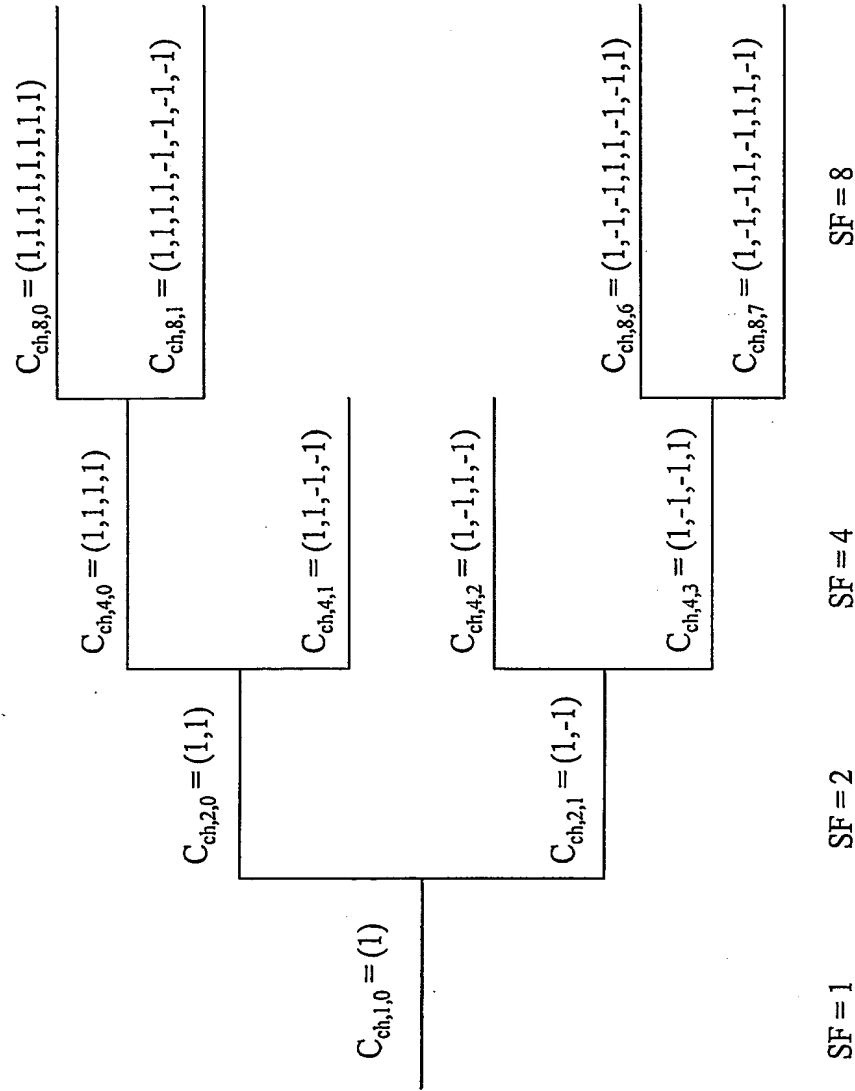 C_ch,1,0 = (1)
C_ch,2,0 = (1,1)
C_ch,2,1 = (1,-1)
C_ch,4,0 = (1,1,1,1)
C_ch,4,1 = (1,1,-1,-1)
C_ch,4,2 = (1,-1,1,-1)
C_ch,4,3 = (1,-1,-1,1)
C_ch,8,0 = (1,1,1,1,1,1,1,1)
C_ch,8,1 = (1,1,1,1,-1,-1,-1,-1)
C_ch,8,6 = (1,-1,-1,1,1,-1,-1,1)
C_ch,8,7 = (1,-1,-1,1,-1,1,1,-1)
SF = 1
SF = 2
SF = 4
SF = 8